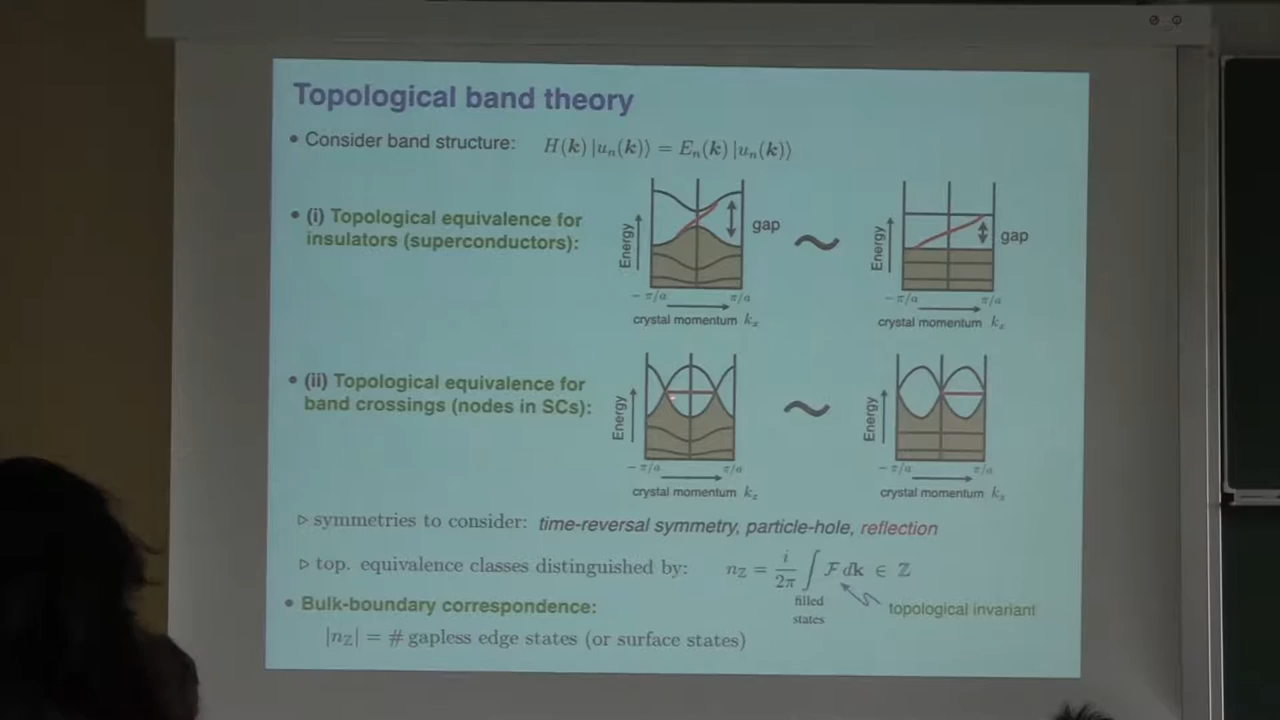 Topological band theory
• Consider band structure: H(k)|uₙ(k)⟩ = Eₙ(k)|uₙ(k)⟩
• (i) Topological equivalence for
insulators (superconductors):
Energy
gap
− π/a
π/a
crystal momentum kₓ
∼
Energy
gap
− π/a
π/a
crystal momentum kₓ
• (ii) Topological equivalence for
band crossings (nodes in SCs):
Energy
− π/a
π/a
crystal momentum kₓ
∼
Energy
− π/a
π/a
crystal momentum kₓ
▷ symmetries to consider: time-reversal symmetry, particle-hole, reflection
▷ top. equivalence classes distinguished by: n_ℤ = i/2π ∫ ℱ dk ∈ ℤ
filled
states
topological invariant
• Bulk-boundary correspondence:
|n_ℤ| = # gapless edge states (or surface states)